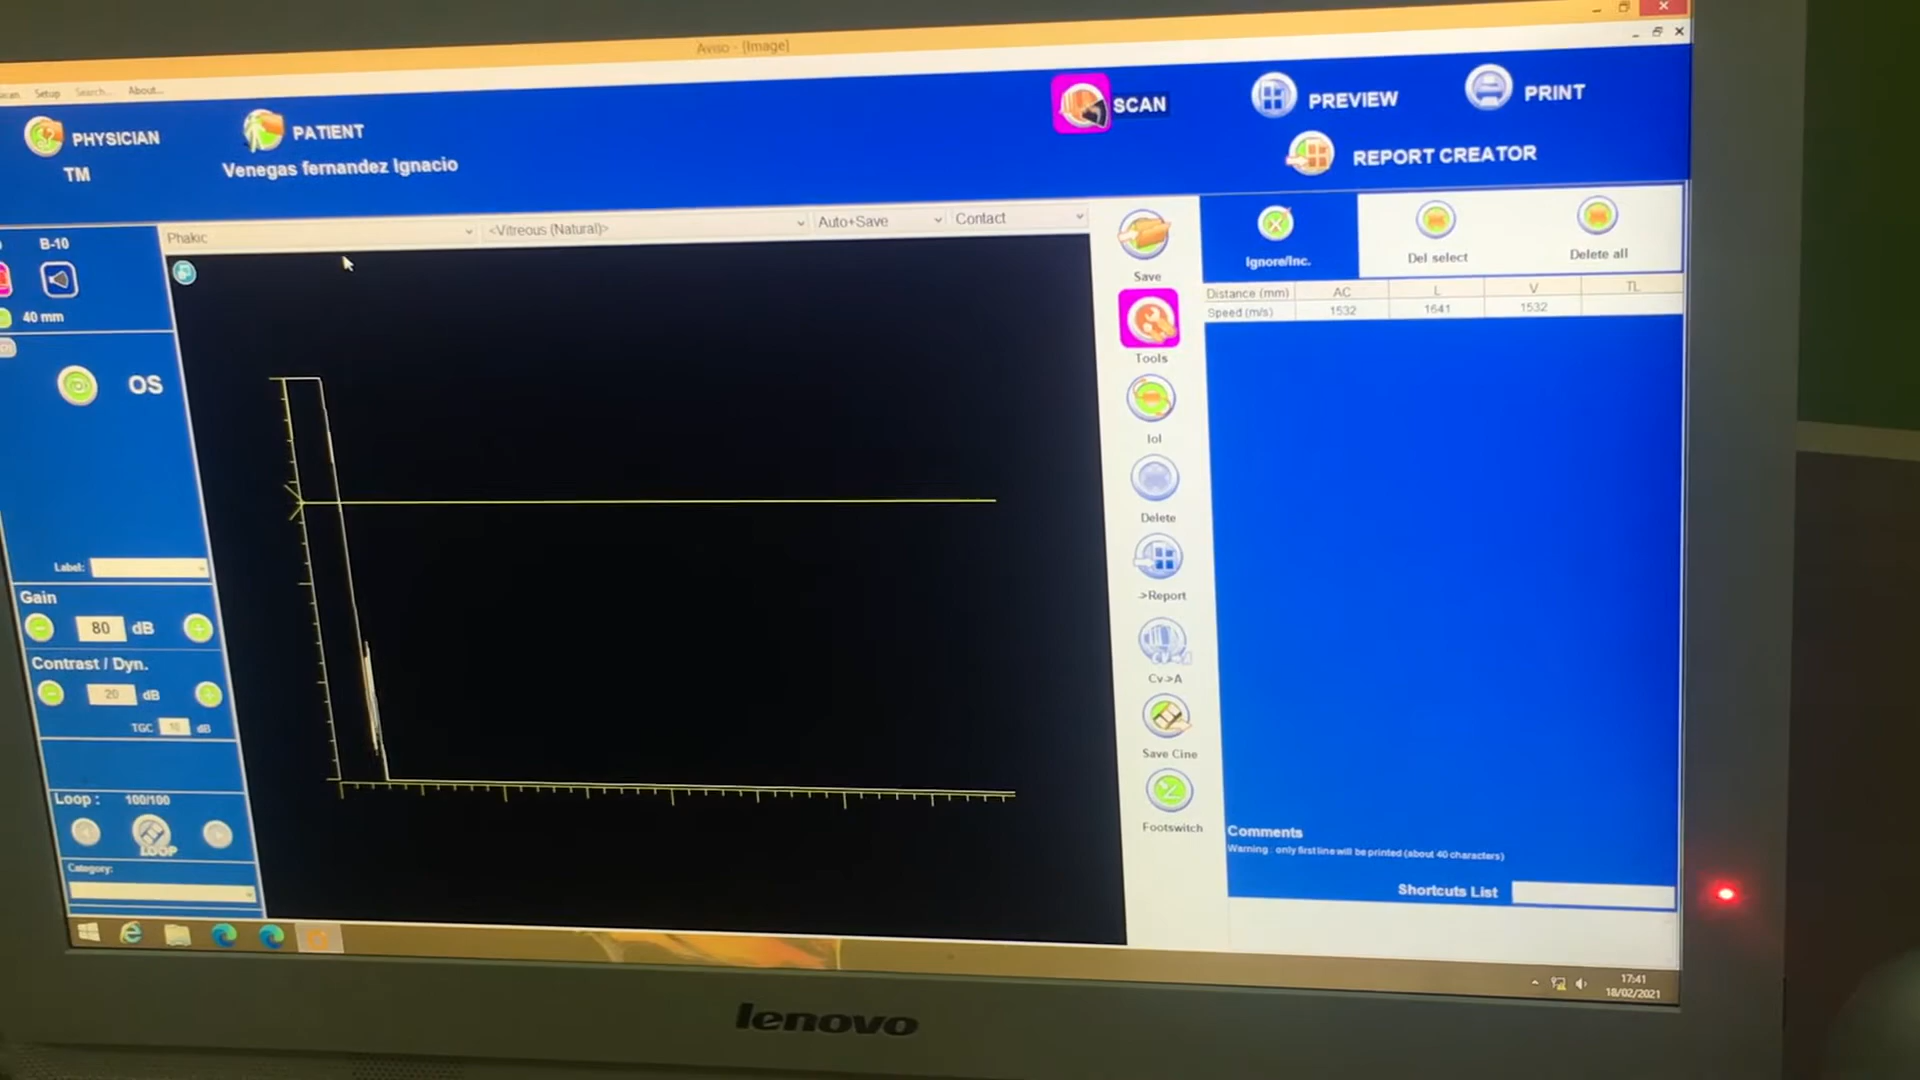 Aviso - [Image]
Setup Search... About...
PHYSICIAN
TM
PATIENT
Venegas fernandez Ignacio
SCAN
PREVIEW
PRINT
REPORT CREATOR
B-10
40 mm
OS
Label:
Gain
80 dB
Contrast / Dyn.
20 dB
TGC 10 dB
Loop : 100/100
LOOP
Category:
Phakic
<Vitreous (Natural)>
Auto+Save
Contact
Save
Tools
Iol
Delete
->Report
Cv->A
Save Cine
Footswitch
Ignore/Inc.
Del select
Delete all
Distance (mm) AC L V TL
Speed (m/s) 1532 1641 1532
Comments
Warning : only first line will be printed (about 40 characters)
Shortcuts List
17:41
18/02/2021
lenovo